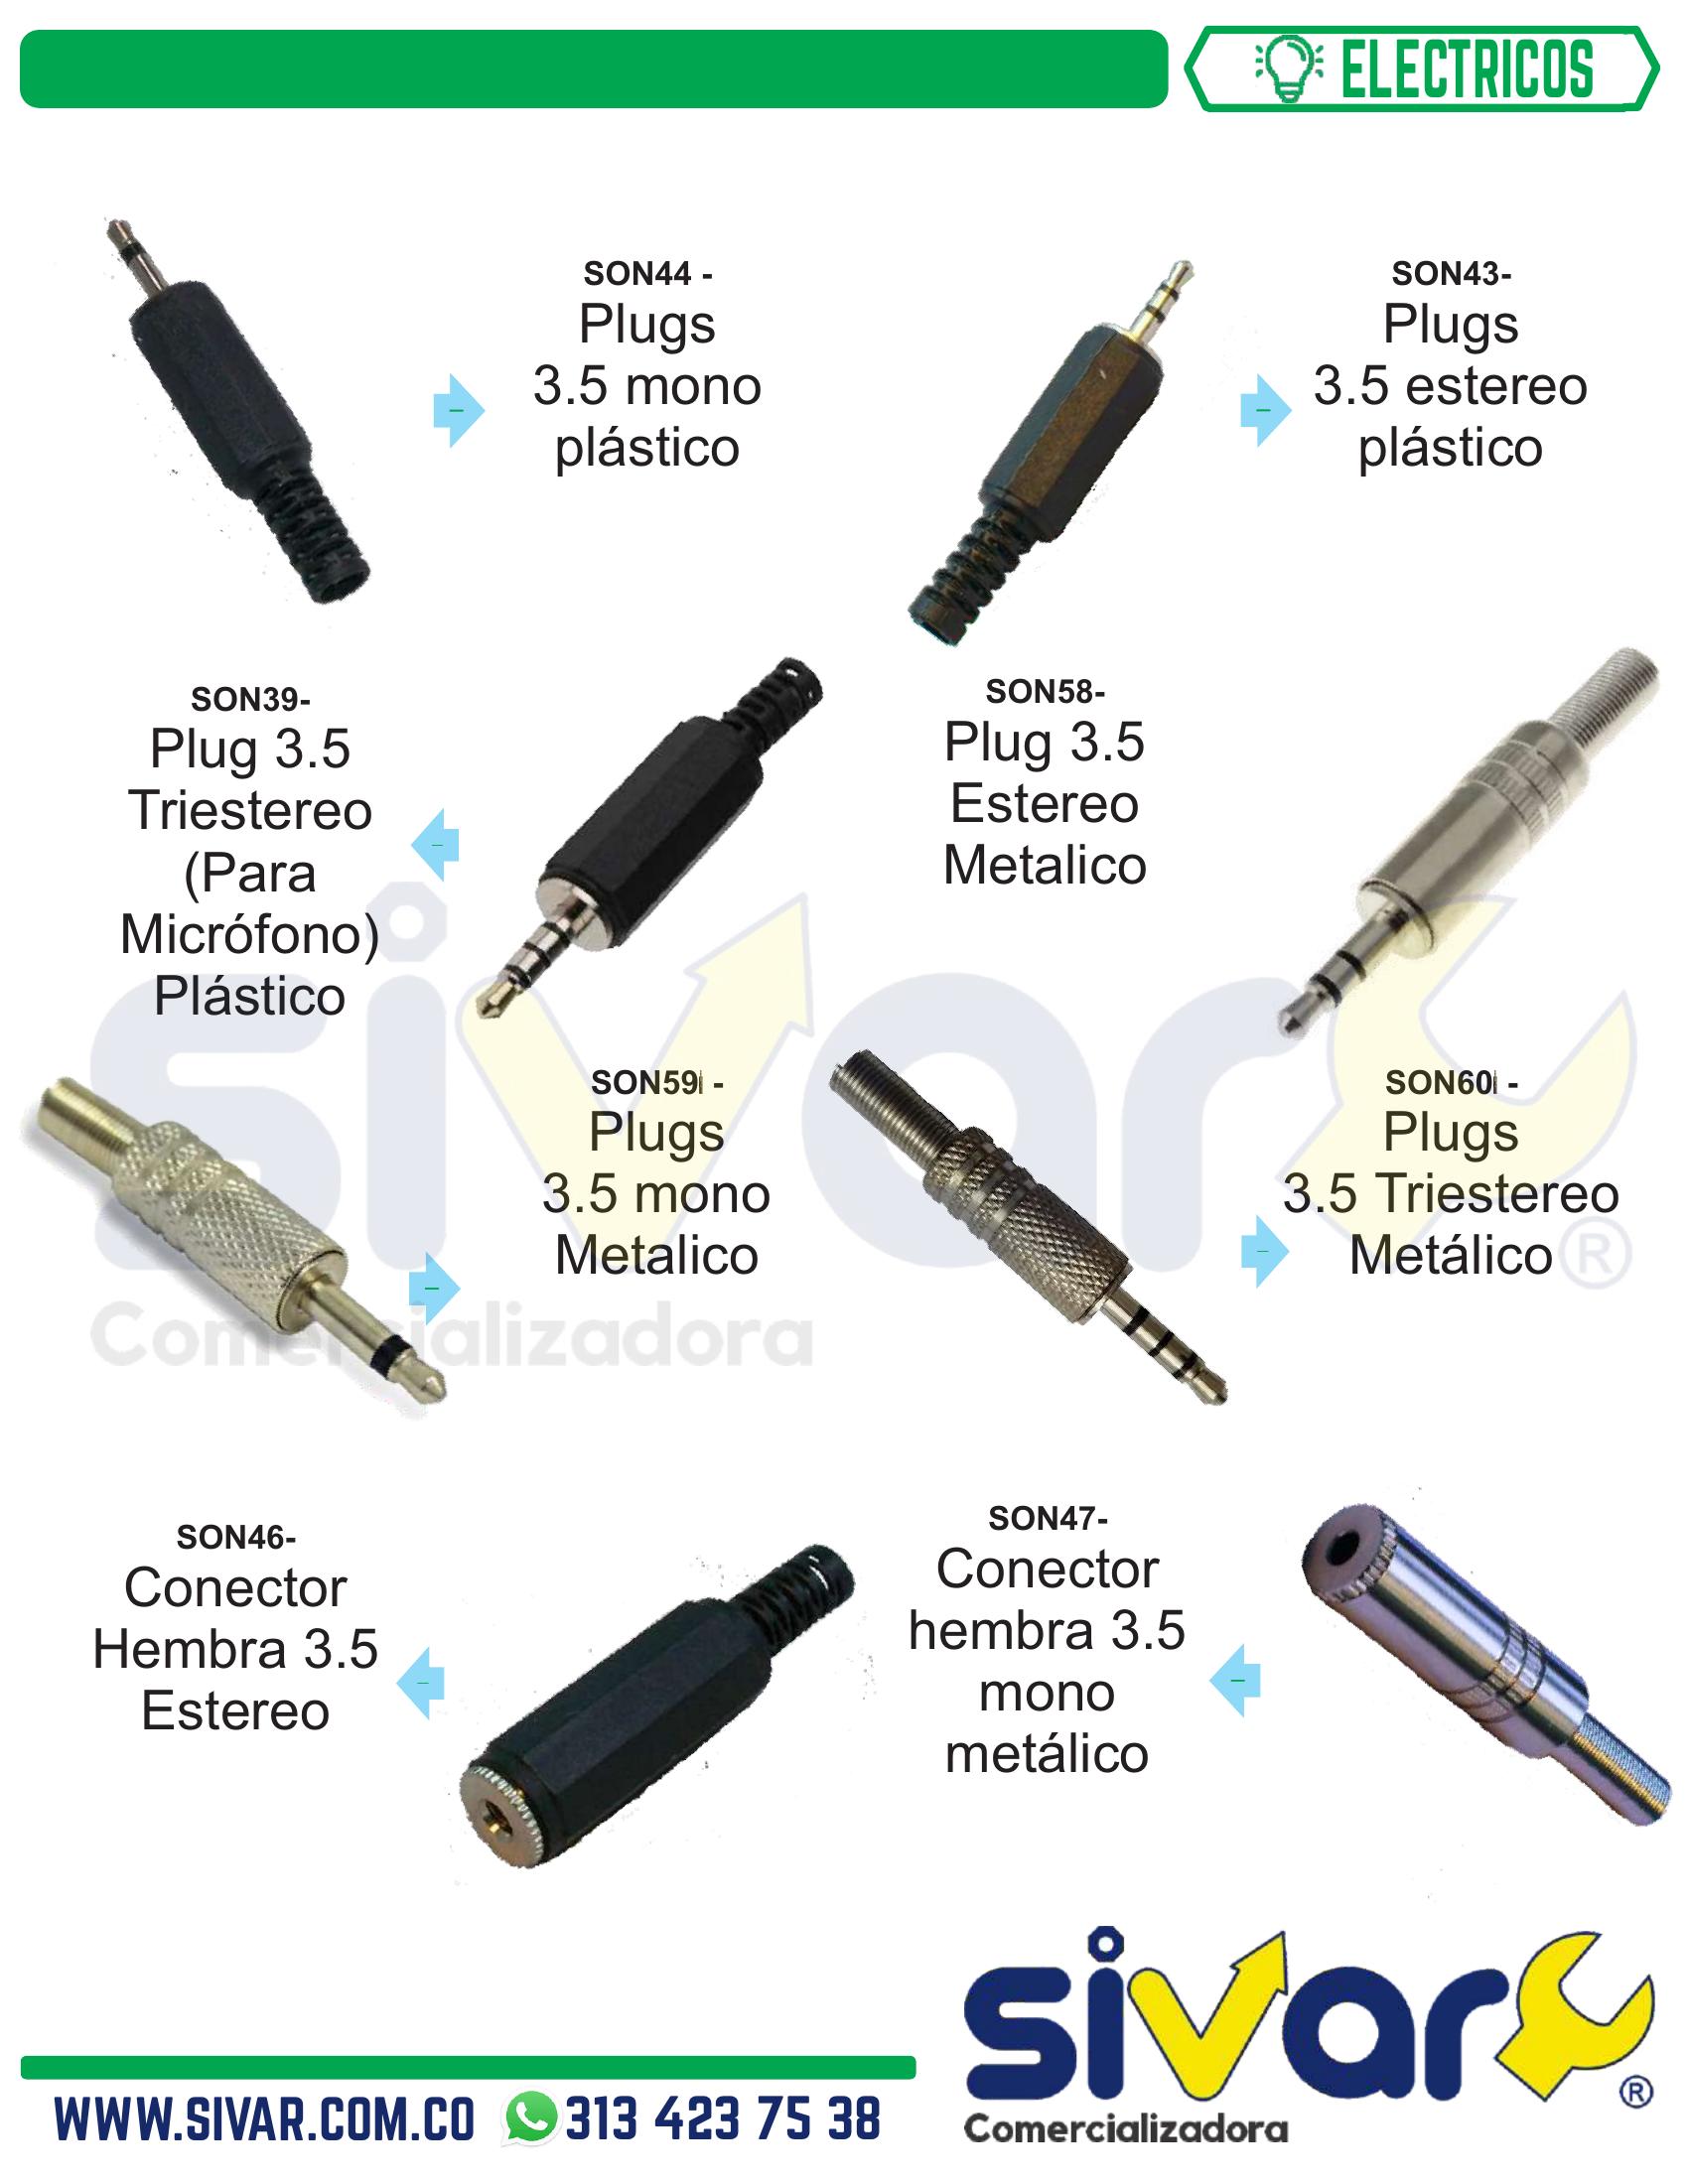 ELECTRICOS
SON44 -
Plugs
3.5 mono
plástico
SON43-
Plugs
3.5 estereo
plástico
SON39-
Plug 3.5
Triestereo
(Para
Micrófono)
Plástico
SON58-
Plug 3.5
Estereo
Metalico
SON59 -
Plugs
3.5 mono
Metalico
SON60 -
Plugs
3.5 Triestereo
Metálico
sivar
®
Comercializadora
SON46-
Conector
Hembra 3.5
Estereo
SON47-
Conector
hembra 3.5
mono
metálico
sivar
®
Comercializadora
WWW.SIVAR.COM.CO 313 423 75 38